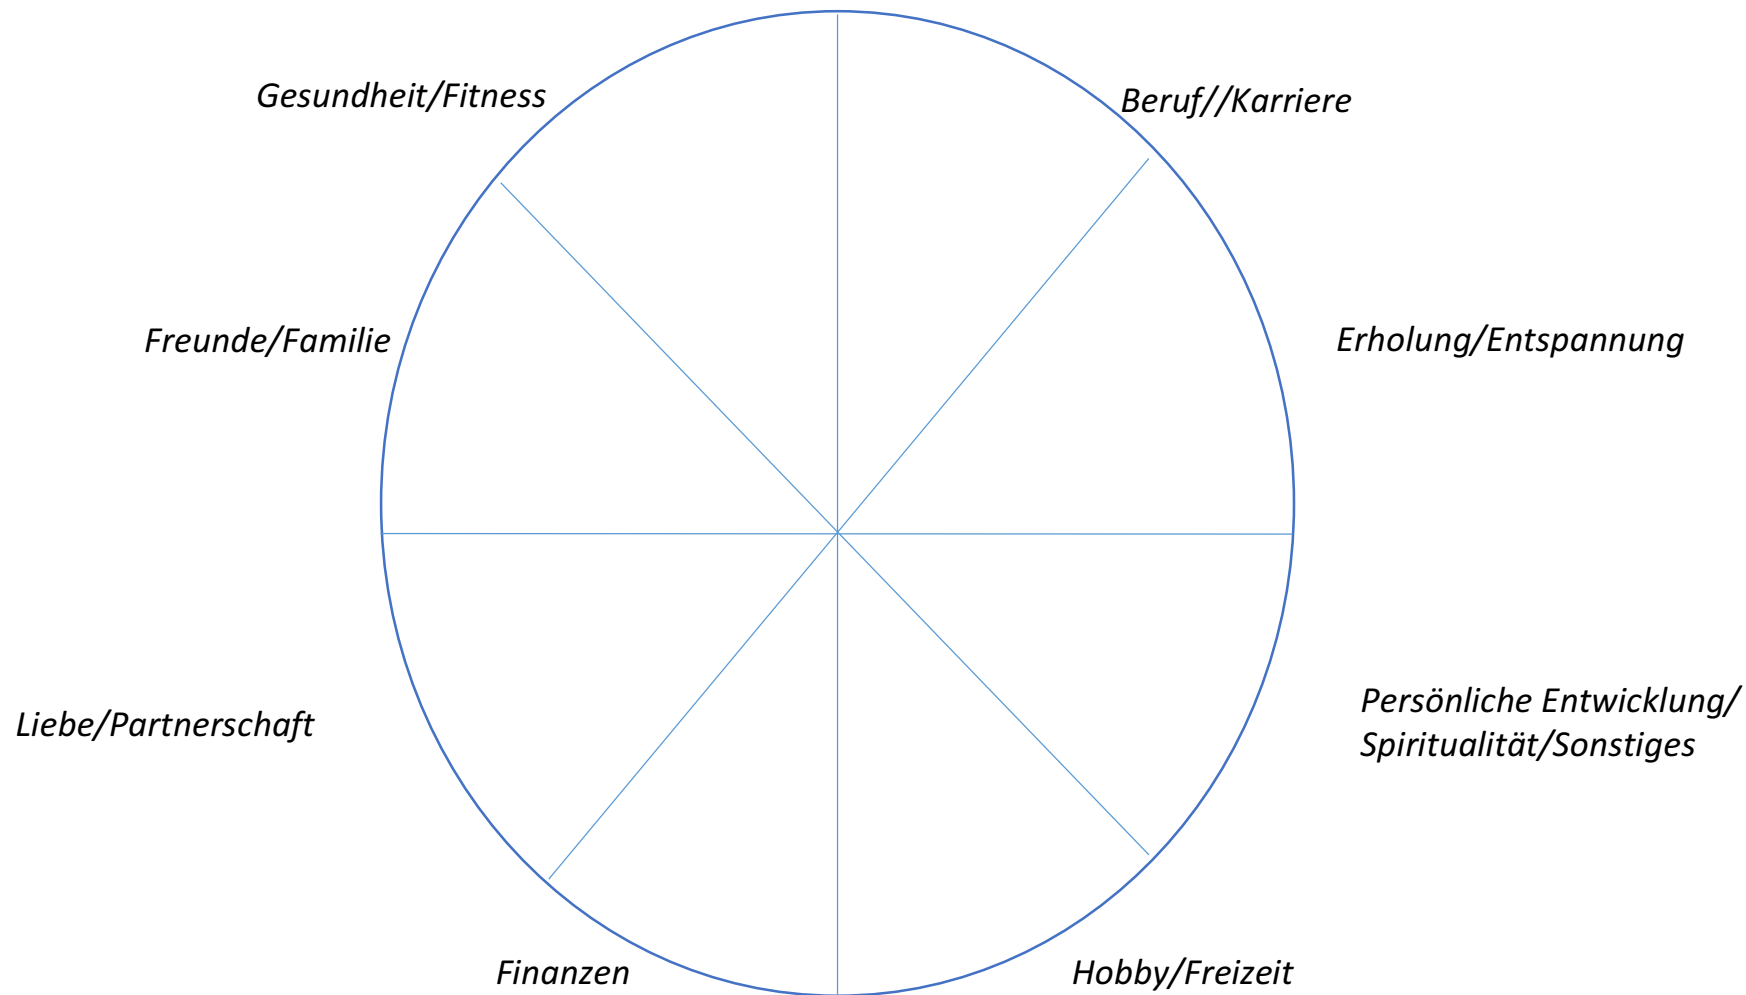 Gesundheit/Fitness
Beruf//Karriere
Freunde/Familie
Erholung/Entspannung
Liebe/Partnerschaft
Persönliche Entwicklung/
Spiritualität/Sonstiges
Finanzen
Hobby/Freizeit